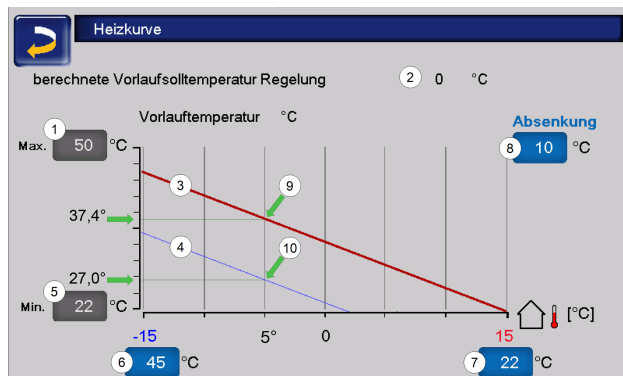 Heizkurve
berechnete Vorlaufsolltemperatur Regelung 2 0 °C
Vorlauftemperatur °C
Absenkung
1
Max. 50 °C
8 10 °C
3
9
37,4°
4
10
27,0°
5
Min. 22 °C
[°C]
-15 5° 0 15
6 45 °C
7 22 °C